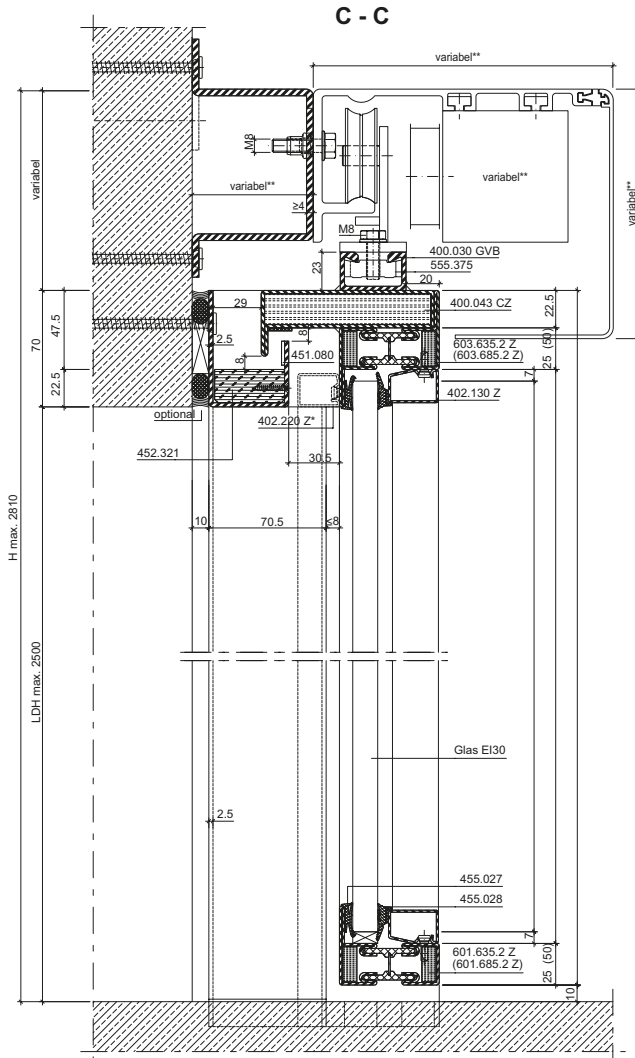 C - C
variabel**
variabel
M8
variabel**
variabel**
variabel**
≥4
M8
23
400.030 GVB
555.375
20
29
400.043 CZ
22.5
47.5
70
2.5
8
451.080
8
603.635.2 Z
(603.685.2 Z)
25 (50)
22.5
7
402.130 Z
optional
402.220 Z*
452.321
30.5
10
70.5
≤8
H max. 2810
LDH max. 2500
Glas EI30
2.5
455.027
455.028
7
601.635.2 Z
(601.685.2 Z)
25 (50)
10